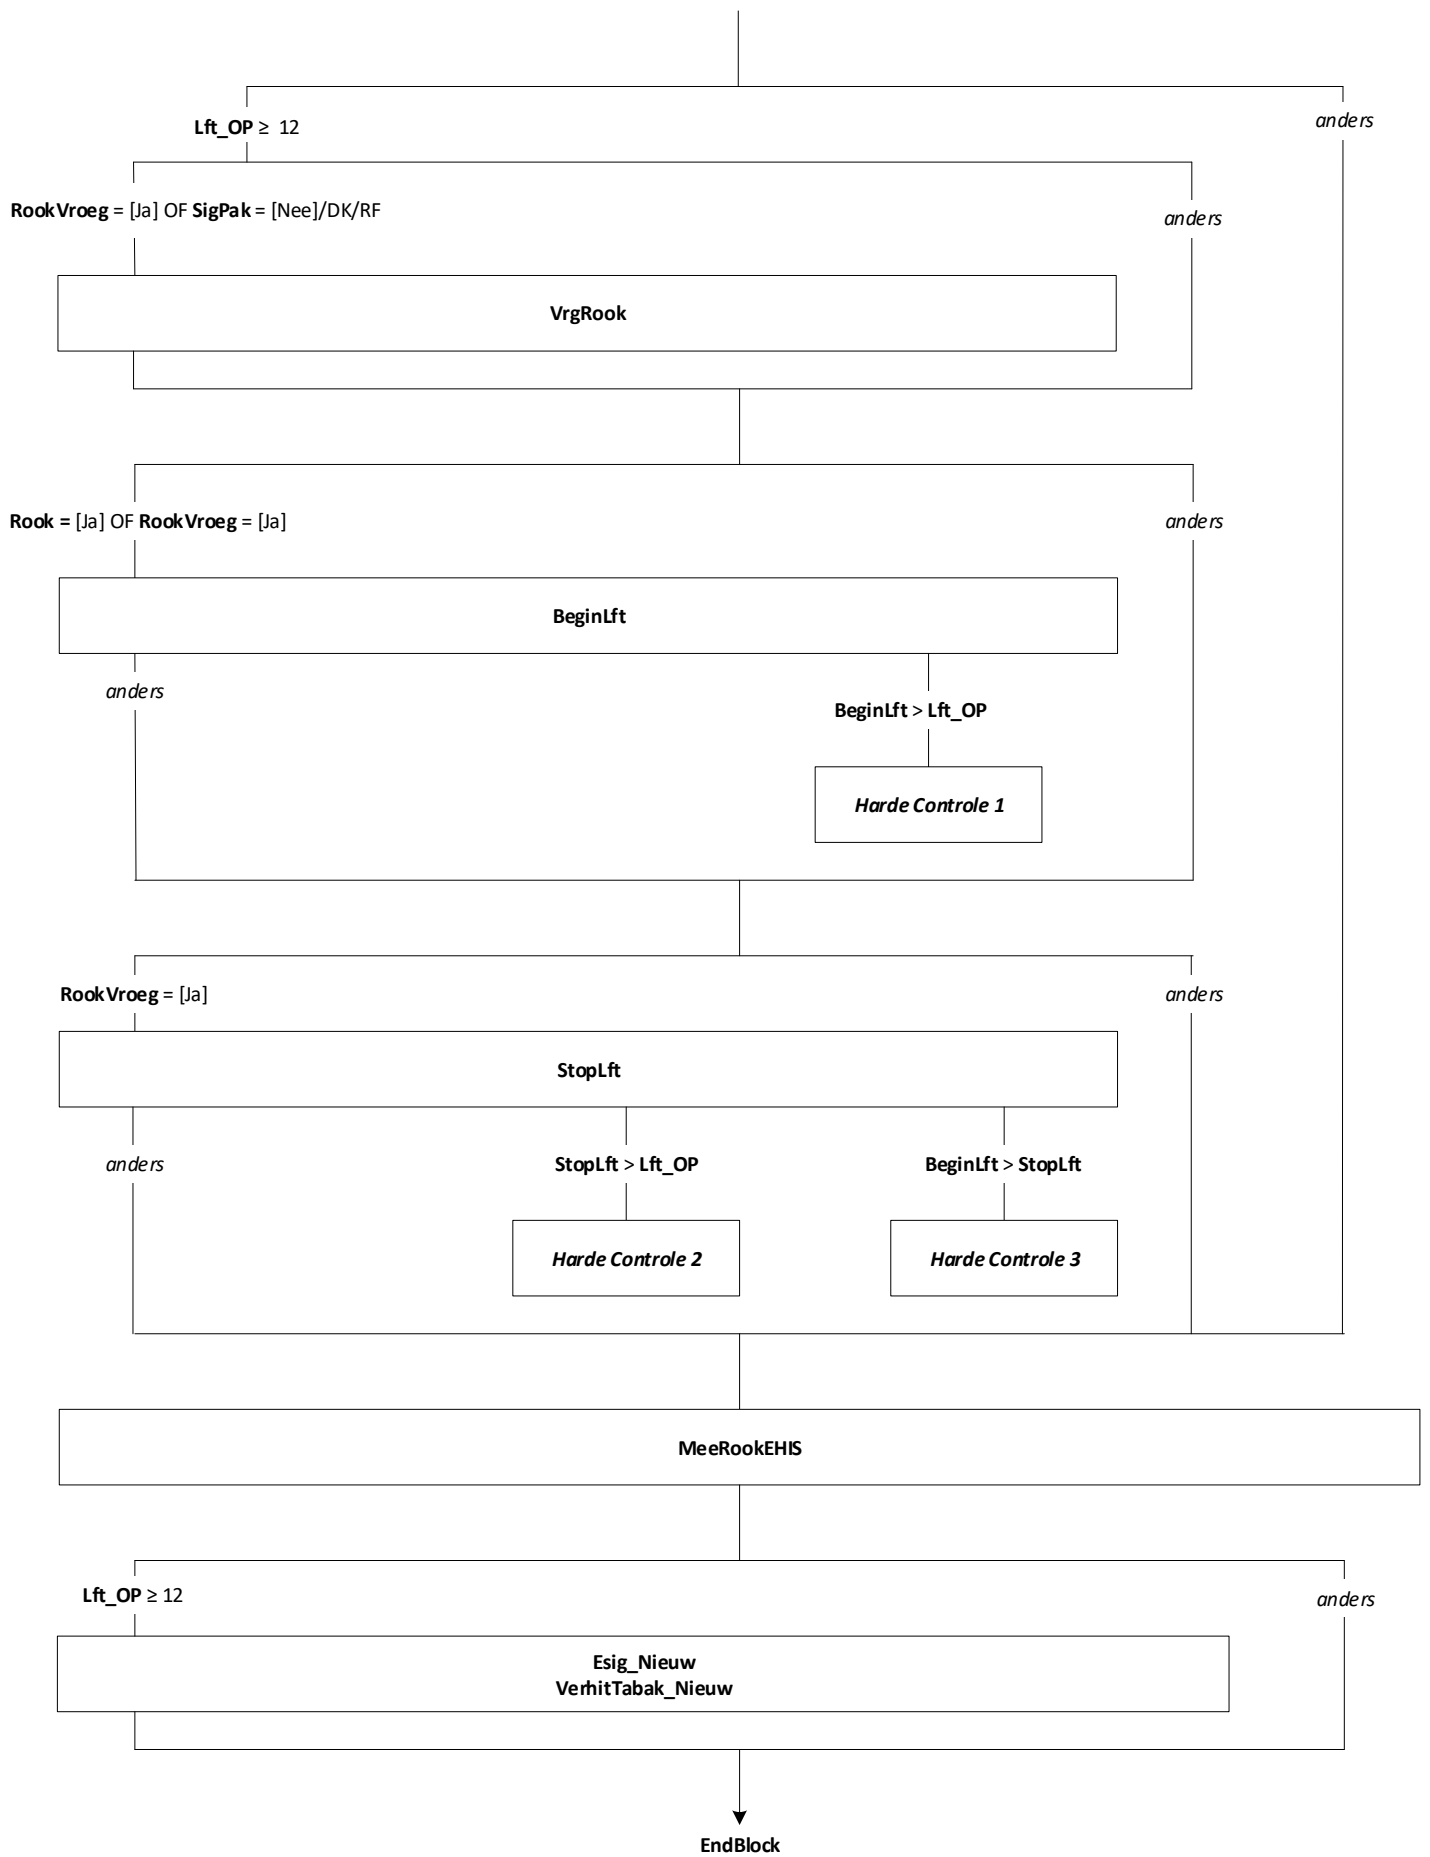 Lft_OP ≥ 12
anders
RookVroeg = [Ja] OF SigPak = [Nee]/DK/RF
anders
VrgRook
Rook = [Ja] OF RookVroeg = [Ja]
anders
BeginLft
anders
BeginLft > Lft_OP
Harde Controle 1
RookVroeg = [Ja]
anders
StopLft
anders
StopLft > Lft_OP
BeginLft > StopLft
Harde Controle 2
Harde Controle 3
MeeRookEHIS
Lft_OP ≥ 12
anders
Esig_Nieuw
VerhitTabak_Nieuw
EndBlock